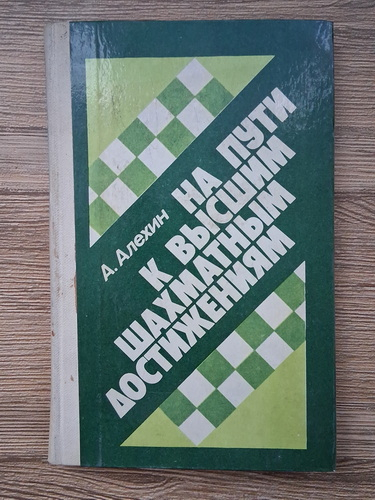 А. Алехин
НА ПУТИ
К ВЫСШИМ
ШАХМАТНЫМ
ДОСТИЖЕНИЯМ